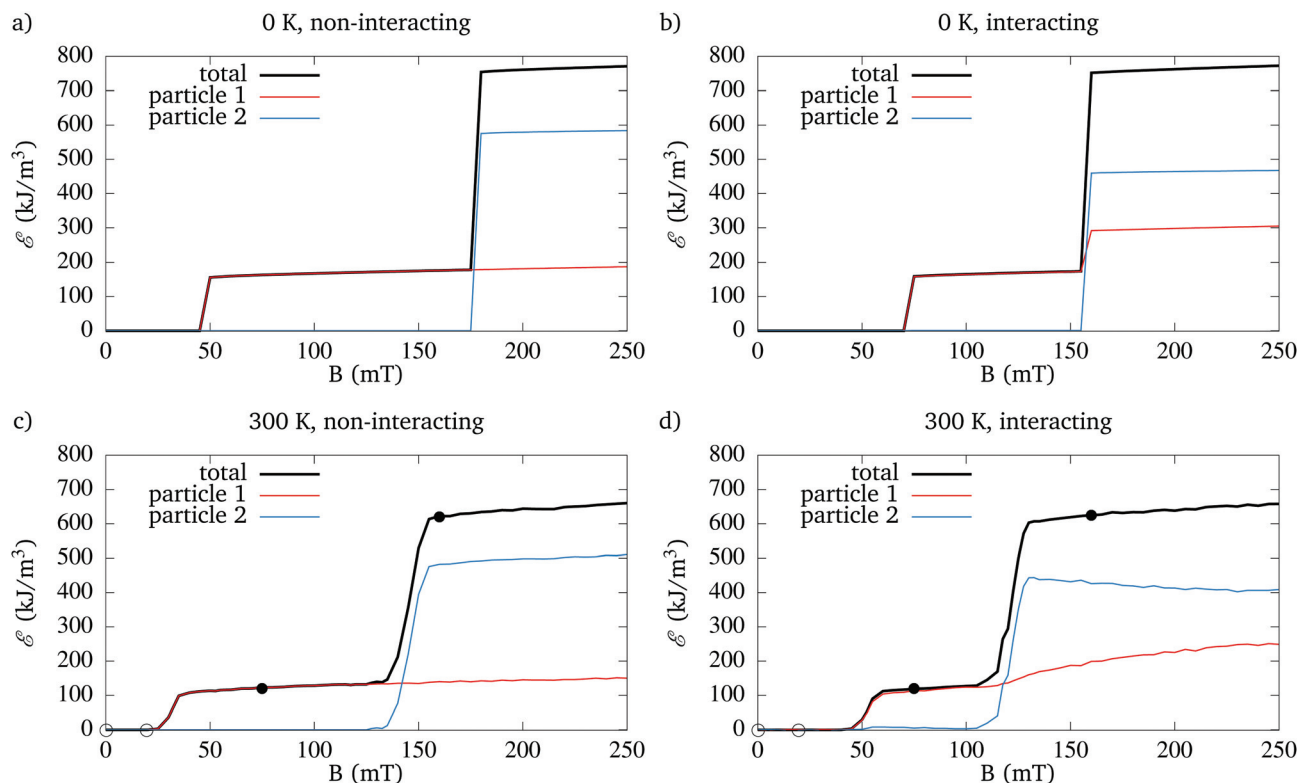 a) 0 K, non-interacting
ℰ (kJ/m³)
800
700
600
500
400
300
200
100
0
total
particle 1
particle 2
0 50 100 150 200 250
B (mT)
b) 0 K, interacting
ℰ (kJ/m³)
800
700
600
500
400
300
200
100
0
total
particle 1
particle 2
0 50 100 150 200 250
B (mT)
c) 300 K, non-interacting
ℰ (kJ/m³)
800
700
600
500
400
300
200
100
0
total
particle 1
particle 2
0 50 100 150 200 250
B (mT)
d) 300 K, interacting
ℰ (kJ/m³)
800
700
600
500
400
300
200
100
0
total
particle 1
particle 2
0 50 100 150 200 250
B (mT)